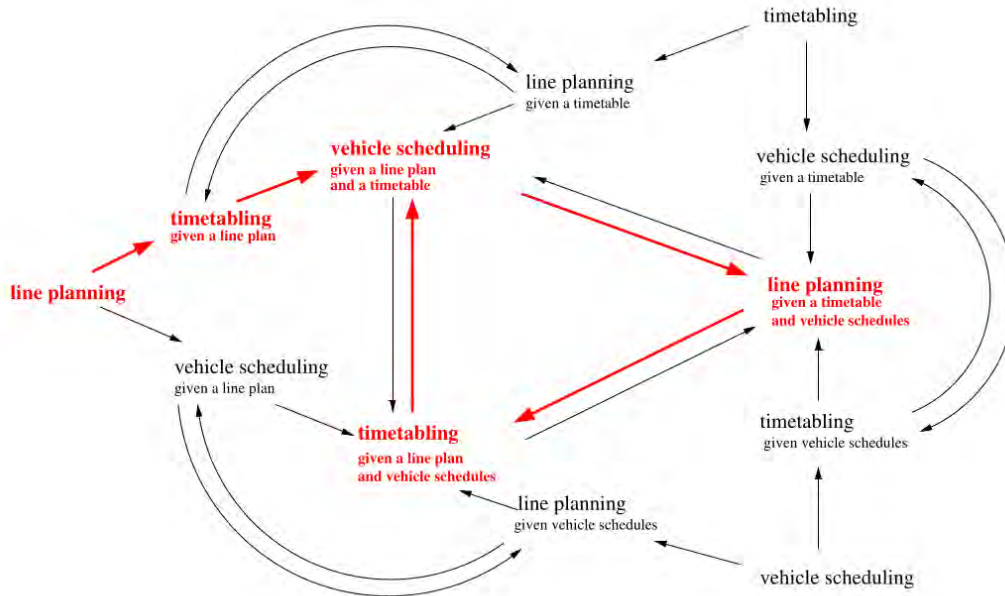 timetabling
line planning
given a timetable
vehicle scheduling
given a line plan
and a timetable
vehicle scheduling
given a timetable
timetabling
given a line plan
line planning
line planning
given a timetable
and vehicle schedules
vehicle scheduling
given a line plan
timetabling
given a line plan
and vehicle schedules
timetabling
given vehicle schedules
line planning
given vehicle schedules
vehicle scheduling